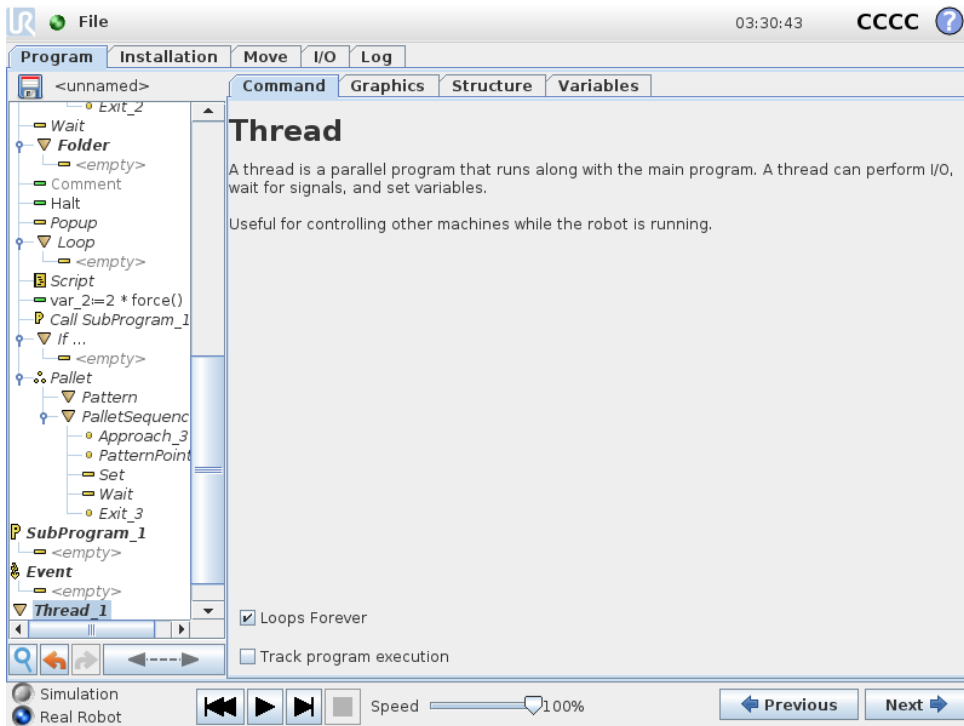 UR File 03:30:43 CCCC ?
Program Installation Move I/O Log
<unnamed> Command Graphics Structure Variables
Exit_2
Wait
Folder
<empty>
Comment
Halt
Popup
Loop
<empty>
Script
var_2:=2 * force()
Call SubProgram_1
If ...
<empty>
Pallet
Pattern
PalletSequenc
Approach_3
PatternPoint
Set
Wait
Exit_3
P SubProgram_1
<empty>
Event
<empty>
Thread_1
Thread
A thread is a parallel program that runs along with the main program. A thread can perform I/O,
wait for signals, and set variables.
Useful for controlling other machines while the robot is running.
Loops Forever
Track program execution
Simulation
Real Robot
Speed 100%
Previous Next